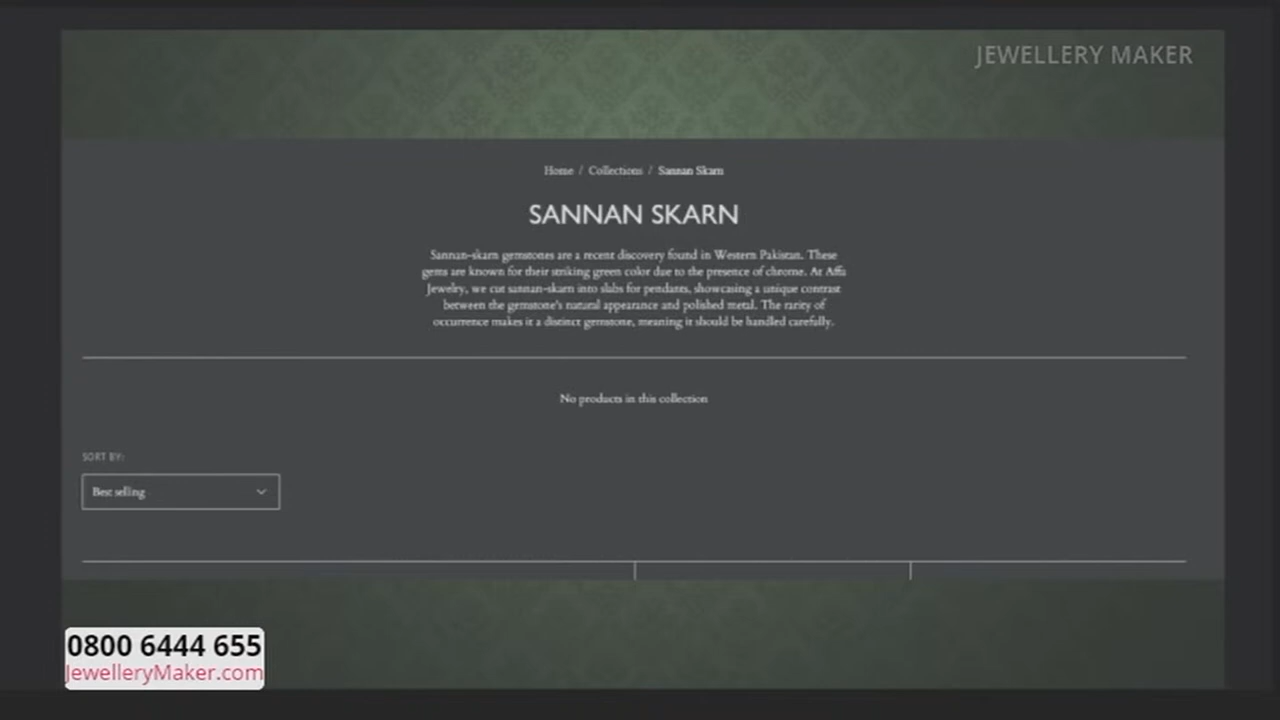 JEWELLERY MAKER
Home / Collections / Sannan Skarn
SANNAN SKARN
Sannan-skarn gemstones are a recent discovery found in Western Pakistan. These
gems are known for their striking green color due to the presence of chrome. At Affa
Jewelry, we cut sannan-skarn into slabs for pendants, showcasing a unique contrast
between the gemstone's natural appearance and polished metal. The rarity of
occurrence makes it a distinct gemstone, meaning it should be handled carefully.
No products in this collection
SORT BY:
Best selling
0800 6444 655
JewelleryMaker.com